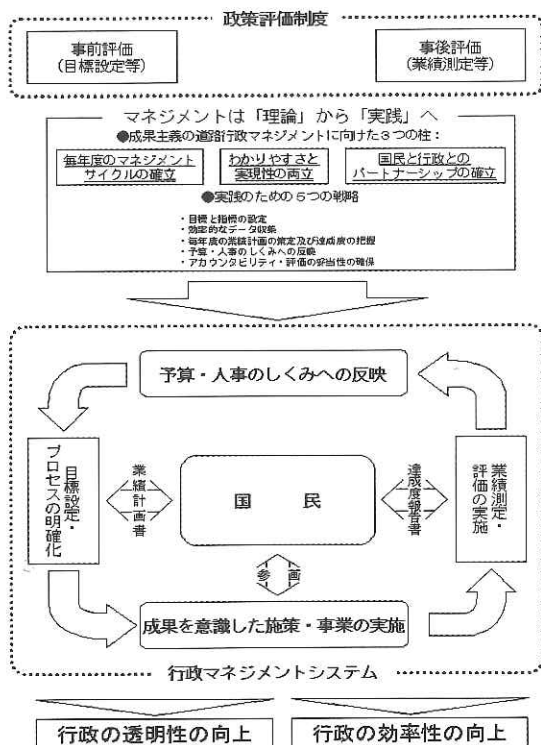 政策評価制度
事前評価
(目標設定等)
事後評価
(業績測定等)
マネジメントは「理論」から「実践」へ
●成果主義の道路行政マネジメントに向けた3つの柱:
毎年度のマネジメント
サイクルの確立
わかりやすさと
実現性の両立
国民と行政との
パートナーシップの確立
●実践のための5つの戦略
・目標と指標の設定
・効率的なデータ収集
・毎年度の業績計画の策定及び達成度の把握
・予算・人事のしくみへの反映
・アカウンタビリティ・評価の妥当性の確保
予算・人事のしくみへの反映
目標設定・
プロセスの明確化
業績計画書
国 民
達成度報告書
業績測定・
評価の実施
参 画
成果を意識した施策・事業の実施
行政マネジメントシステム
行政の透明性の向上
行政の効率性の向上